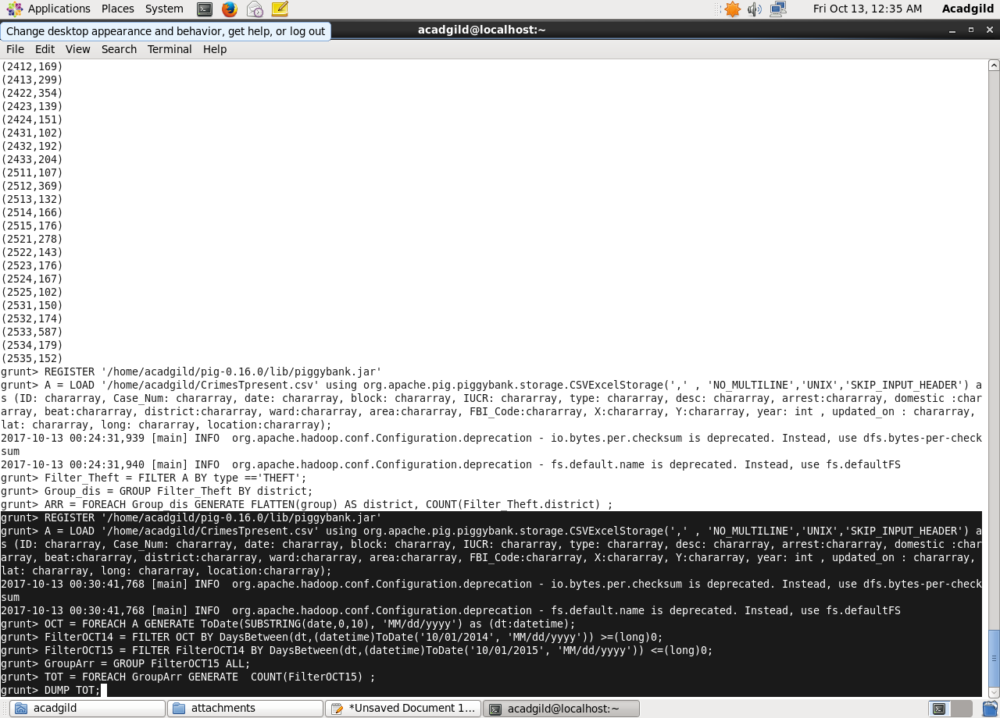 Applications Places System Fri Oct 13, 12:35 AM Acadgild
Change desktop appearance and behavior, get help, or log out
acadgild@localhost:~
File Edit View Search Terminal Help
(2412,169)
(2413,299)
(2422,354)
(2423,139)
(2424,151)
(2431,102)
(2432,192)
(2433,204)
(2511,107)
(2512,369)
(2513,132)
(2514,166)
(2515,176)
(2521,278)
(2522,143)
(2523,176)
(2524,167)
(2525,102)
(2531,150)
(2532,174)
(2533,587)
(2534,179)
(2535,152)
grunt> REGISTER '/home/acadgild/pig-0.16.0/lib/piggybank.jar'
grunt> A = LOAD '/home/acadgild/CrimesTpresent.csv' using org.apache.pig.piggybank.storage.CSVExcelStorage(',' , 'NO_MULTILINE','UNIX','SKIP_INPUT_HEADER') a
s (ID: chararray, Case_Num: chararray, date: chararray, block: chararray, IUCR: chararray, type: chararray, desc: chararray, arrest:chararray, domestic :char
array, beat:chararray, district:chararray, ward:chararray, area:chararray, FBI_Code:chararray, X:chararray, Y:chararray, year: int , updated_on : chararray,
lat: chararray, long: chararray, location:chararray);
2017-10-13 00:24:31,939 [main] INFO  org.apache.hadoop.conf.Configuration.deprecation - io.bytes.per.checksum is deprecated. Instead, use dfs.bytes-per-check
sum
2017-10-13 00:24:31,940 [main] INFO  org.apache.hadoop.conf.Configuration.deprecation - fs.default.name is deprecated. Instead, use fs.defaultFS
grunt> Filter_Theft = FILTER A BY type =='THEFT';
grunt> Group_dis = GROUP Filter_Theft BY district;
grunt> ARR = FOREACH Group_dis GENERATE FLATTEN(group) AS district, COUNT(Filter_Theft.district) ;
grunt> REGISTER '/home/acadgild/pig-0.16.0/lib/piggybank.jar'
grunt> A = LOAD '/home/acadgild/CrimesTpresent.csv' using org.apache.pig.piggybank.storage.CSVExcelStorage(',' , 'NO_MULTILINE','UNIX','SKIP_INPUT_HEADER') a
s (ID: chararray, Case_Num: chararray, date: chararray, block: chararray, IUCR: chararray, type: chararray, desc: chararray, arrest:chararray, domestic :char
array, beat:chararray, district:chararray, ward:chararray, area:chararray, FBI_Code:chararray, X:chararray, Y:chararray, year: int , updated_on : chararray,
lat: chararray, long: chararray, location:chararray);
2017-10-13 00:30:41,768 [main] INFO  org.apache.hadoop.conf.Configuration.deprecation - io.bytes.per.checksum is deprecated. Instead, use dfs.bytes-per-check
sum
2017-10-13 00:30:41,768 [main] INFO  org.apache.hadoop.conf.Configuration.deprecation - fs.default.name is deprecated. Instead, use fs.defaultFS
grunt> OCT = FOREACH A GENERATE ToDate(SUBSTRING(date,0,10), 'MM/dd/yyyy') as (dt:datetime);
grunt> FilterOCT14 = FILTER OCT BY DaysBetween(dt,(datetime)ToDate('10/01/2014', 'MM/dd/yyyy')) >=(long)0;
grunt> FilterOCT15 = FILTER FilterOCT14 BY DaysBetween(dt,(datetime)ToDate('10/01/2015', 'MM/dd/yyyy')) <=(long)0;
grunt> GroupArr = GROUP FilterOCT15 ALL;
grunt> TOT = FOREACH GroupArr GENERATE  COUNT(FilterOCT15) ;
grunt> DUMP TOT;
acadgild attachments *Unsaved Document 1... acadgild@localhost:~